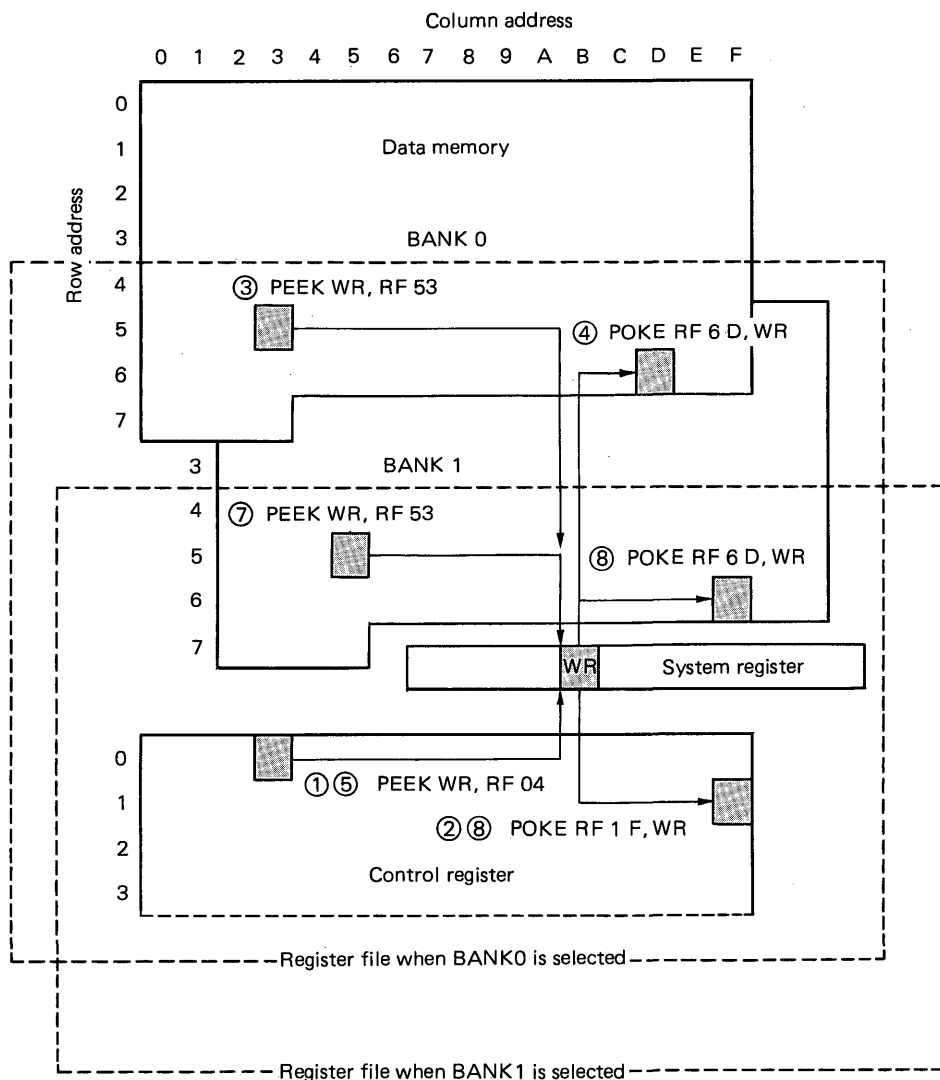 Column address
0 1 2 3 4 5 6 7 8 9 A B C D E F
Row address
0
1
2
3
4
5
6
7
Data memory
BANK 0
③ PEEK WR, RF 53
④ POKE RF 6 D, WR
3
4
5
6
7
BANK 1
⑦ PEEK WR, RF 53
⑧ POKE RF 6 D, WR
WR
System register
0
1
2
3
① ⑤ PEEK WR, RF 04
② ⑧ POKE RF 1 F, WR
Control register
Register file when BANK0 is selected
Register file when BANK1 is selected